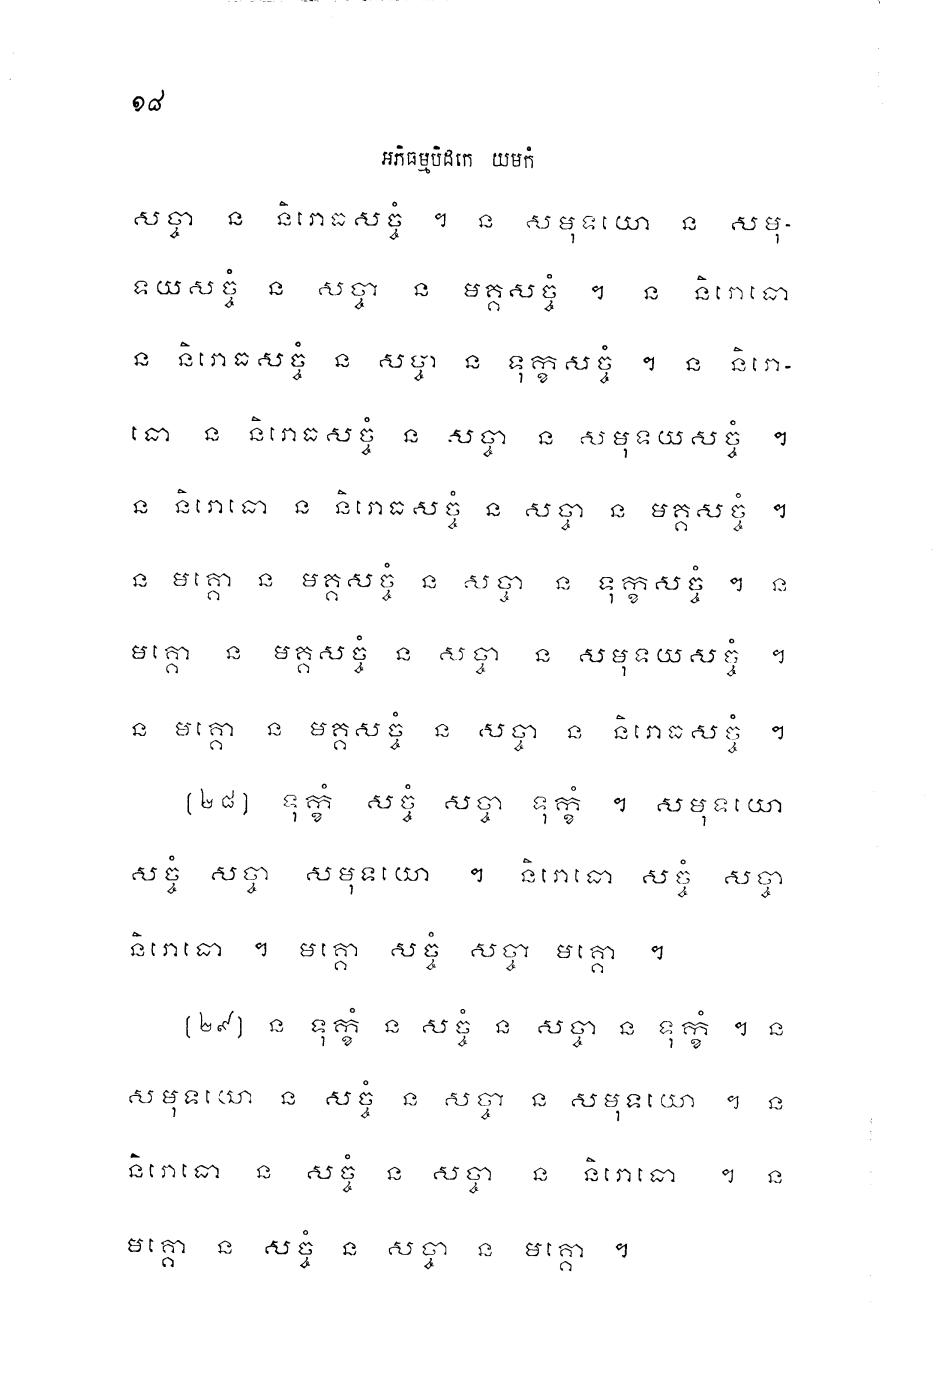 ១៨
អភិធម្មបិដកេ យមកំ
សច្ចា ន និរោធសច្ចំ ។ ន សមុទយោ ន សមុ-
ទយសច្ចំ ន សច្ចា ន មគ្គសច្ចំ ។ ន និរោធោ
ន និរោធសច្ចំ ន សច្ចា ន ទុក្ខសច្ចំ ។ ន និរោ-
ធោ ន និរោធសច្ចំ ន សច្ចា ន សមុទយសច្ចំ ។
ន និរោធោ ន និរោធសច្ចំ ន សច្ចា ន មគ្គសច្ចំ ។
ន មគ្គោ ន មគ្គសច្ចំ ន សច្ចា ន ទុក្ខសច្ចំ ។ ន
មគ្គោ ន មគ្គសច្ចំ ន សច្ចា ន សមុទយសច្ចំ ។
ន មគ្គោ ន មគ្គសច្ចំ ន សច្ចា ន និរោធសច្ចំ ។
(២៨) ទុក្ខំ សច្ចំ សច្ចា ទុក្ខំ ។ សមុទយោ
សច្ចំ សច្ចា សមុទយោ ។ និរោធោ សច្ចំ សច្ចា
និរោធោ ។ មគ្គោ សច្ចំ សច្ចា មគ្គោ ។
(២៩) ន ទុក្ខំ ន សច្ចំ ន សច្ចា ន ទុក្ខំ ។ ន
សមុទយោ ន សច្ចំ ន សច្ចា ន សមុទយោ ។ ន
និរោធោ ន សច្ចំ ន សច្ចា ន និរោធោ ។ ន
មគ្គោ ន សច្ចំ ន សច្ចា ន មគ្គោ ។